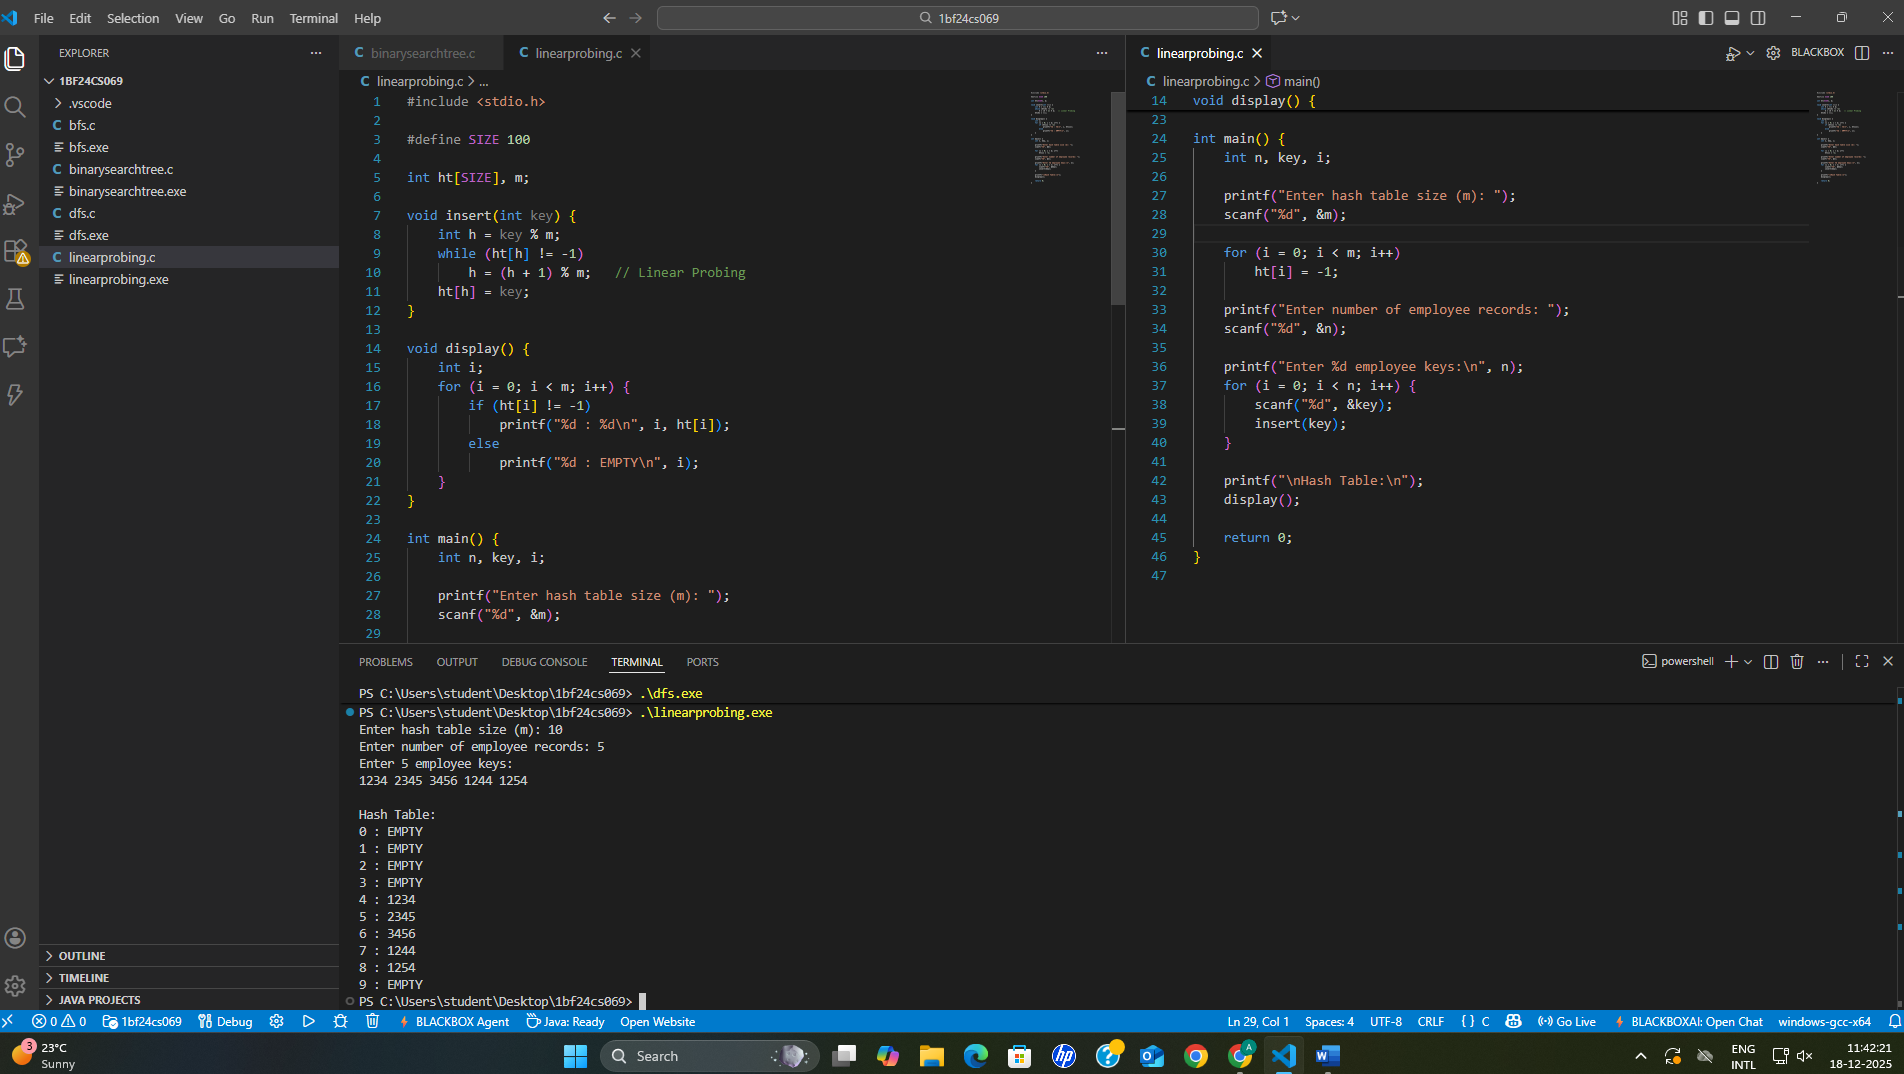 File Edit Selection View Go Run Terminal Help
1bf24cs069
EXPLORER
1BF24CS069
.vscode
bfs.c
bfs.exe
binarysearchtree.c
binarysearchtree.exe
dfs.c
dfs.exe
linearprobing.c
linearprobing.exe
OUTLINE
TIMELINE
JAVA PROJECTS
binarysearchtree.c linearprobing.c
linearprobing.c > ...
1 #include <stdio.h>
2
3 #define SIZE 100
4
5 int ht[SIZE], m;
6
7 void insert(int key) {
8 int h = key % m;
9 while (ht[h] != -1)
10 h = (h + 1) % m; // Linear Probing
11 ht[h] = key;
12 }
13
14 void display() {
15 int i;
16 for (i = 0; i < m; i++) {
17 if (ht[i] != -1)
18 printf("%d : %d\n", i, ht[i]);
19 else
20 printf("%d : EMPTY\n", i);
21 }
22 }
23
24 int main() {
25 int n, key, i;
26
27 printf("Enter hash table size (m): ");
28 scanf("%d", &m);
29
linearprobing.c
BLACKBOX
linearprobing.c > main()
14 void display() {
23
24 int main() {
25 int n, key, i;
26
27 printf("Enter hash table size (m): ");
28 scanf("%d", &m);
29
30 for (i = 0; i < m; i++)
31 ht[i] = -1;
32
33 printf("Enter number of employee records: ");
34 scanf("%d", &n);
35
36 printf("Enter %d employee keys:\n", n);
37 for (i = 0; i < n; i++) {
38 scanf("%d", &key);
39 insert(key);
40 }
41
42 printf("\nHash Table:\n");
43 display();
44
45 return 0;
46 }
47
PROBLEMS OUTPUT DEBUG CONSOLE TERMINAL PORTS
powershell
PS C:\Users\student\Desktop\1bf24cs069> .\dfs.exe
PS C:\Users\student\Desktop\1bf24cs069> .\linearprobing.exe
Enter hash table size (m): 10
Enter number of employee records: 5
Enter 5 employee keys:
1234 2345 3456 1244 1254
Hash Table:
0 : EMPTY
1 : EMPTY
2 : EMPTY
3 : EMPTY
4 : 1234
5 : 2345
6 : 3456
7 : 1244
8 : 1254
9 : EMPTY
PS C:\Users\student\Desktop\1bf24cs069>
0 0 1bf24cs069 Debug BLACKBOX Agent Java: Ready Open Website Ln 29, Col 1 Spaces: 4 UTF-8 CRLF { } C Go Live BLACKBOXAI: Open Chat windows-gcc-x64
3
23°C
Sunny
Search
hp
A
W
ENG
INTL
11:42:21
18-12-2025